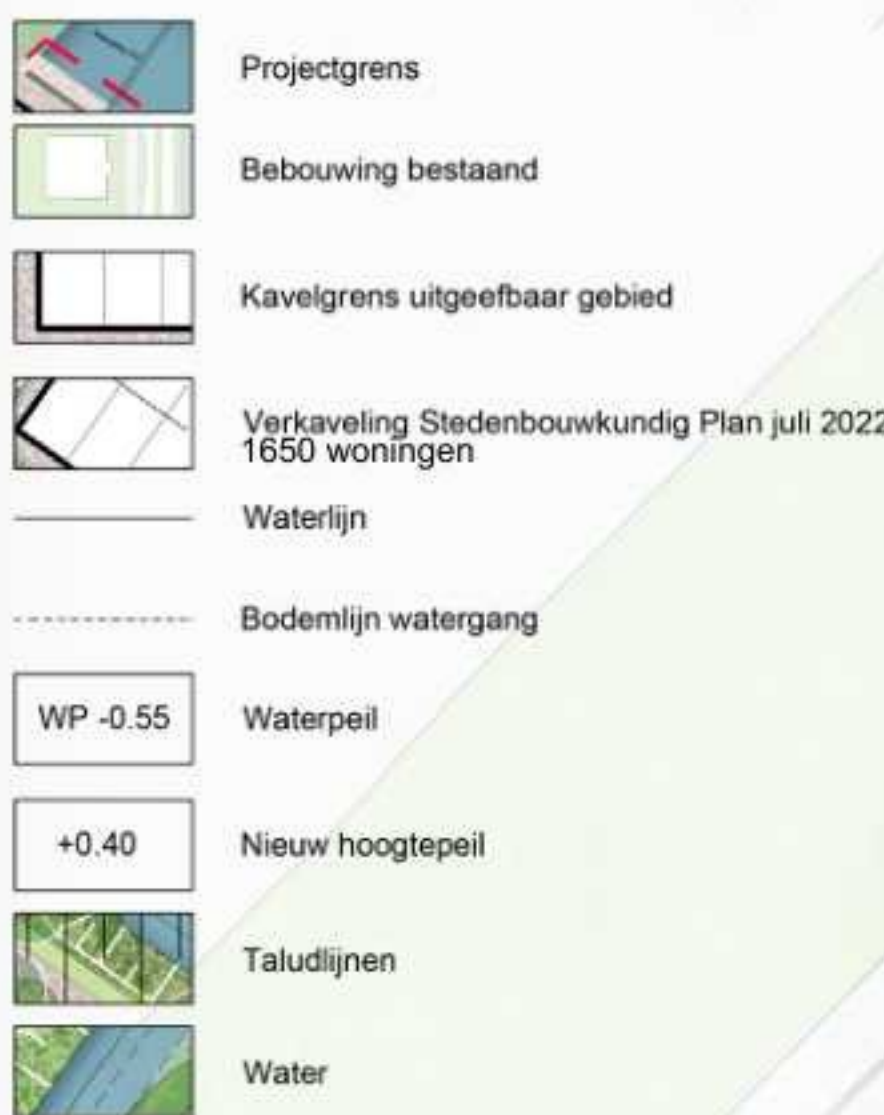 Projectgrens
Bebouwing bestaand
Kavelgrens uitgeefbaar gebied
Verkaveling Stedenbouwkundig Plan juli 2022
1650 woningen
Waterlijn
Bodemlijn watergang
WP -0.55 Waterpeil
+0.40 Nieuw hoogtepeil
Taludlijnen
Water